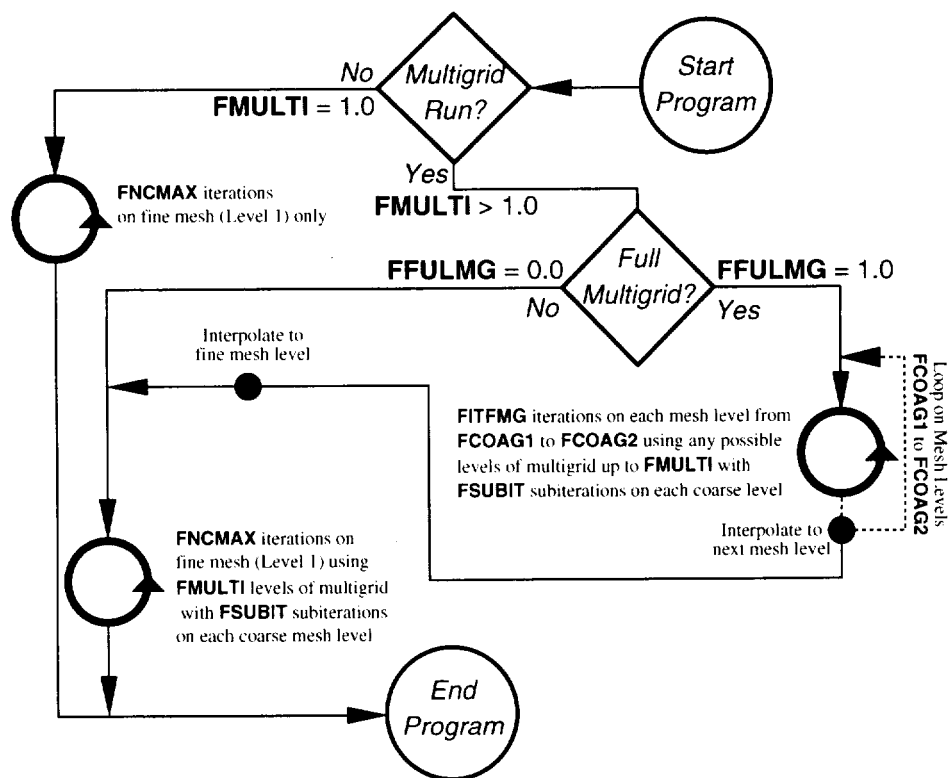 Start
Program
Multigrid
Run?
No
FMULTI = 1.0
Yes
FMULTI > 1.0
FNCMAX iterations
on fine mesh (Level 1) only
Full
Multigrid?
FFULMG = 0.0
No
FFULMG = 1.0
Yes
Interpolate to
fine mesh level
Loop on Mesh Levels
FCOAG1 to FCOAG2
FITFMG iterations on each mesh level from
FCOAG1 to FCOAG2 using any possible
levels of multigrid up to FMULTI with
FSUBIT subiterations on each coarse level
Interpolate to
next mesh level
FNCMAX iterations on
fine mesh (Level 1) using
FMULTI levels of multigrid
with FSUBIT subiterations
on each coarse mesh level
End
Program